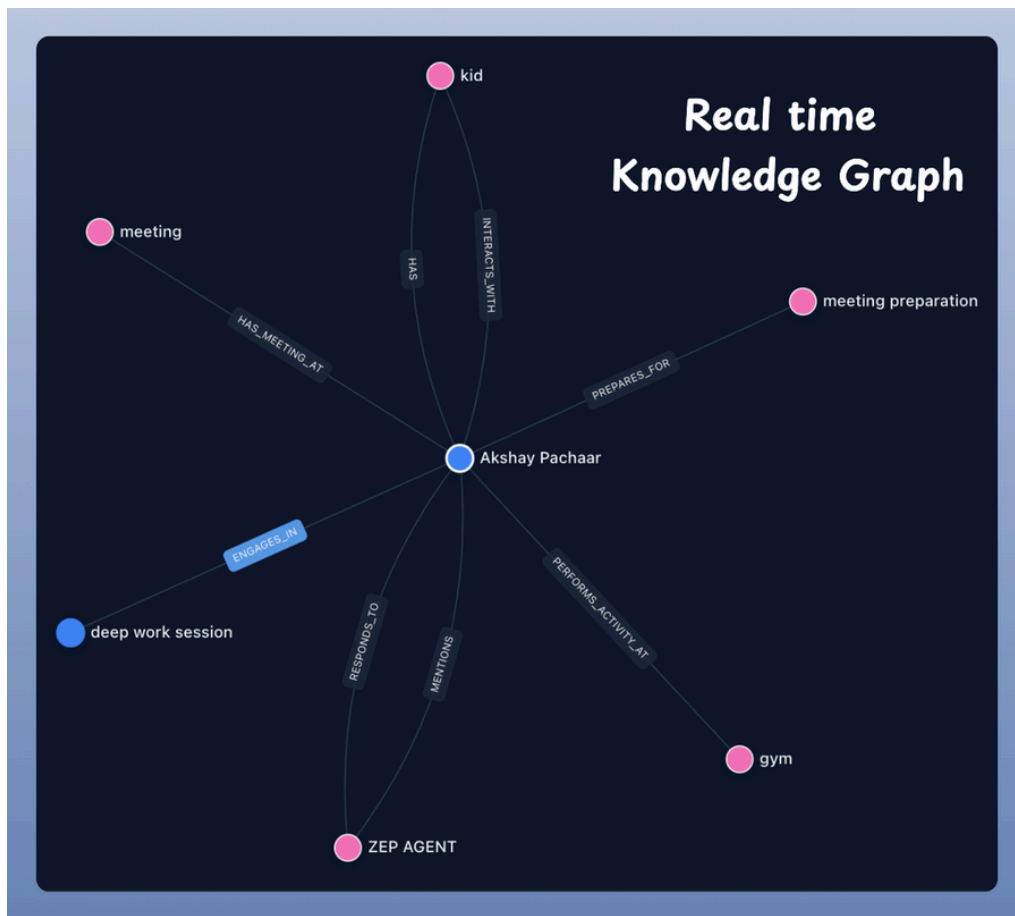 kid
Real time
Knowledge Graph
meeting
HAS
INTERACTS_WITH
meeting preparation
HAS_MEETING_AT
PREPARES_FOR
Akshay Pachaar
ENGAGES_IN
PERFORMS_ACTIVITY_AT
deep work session
RESPONDS_TO
MENTIONS
gym
ZEP AGENT